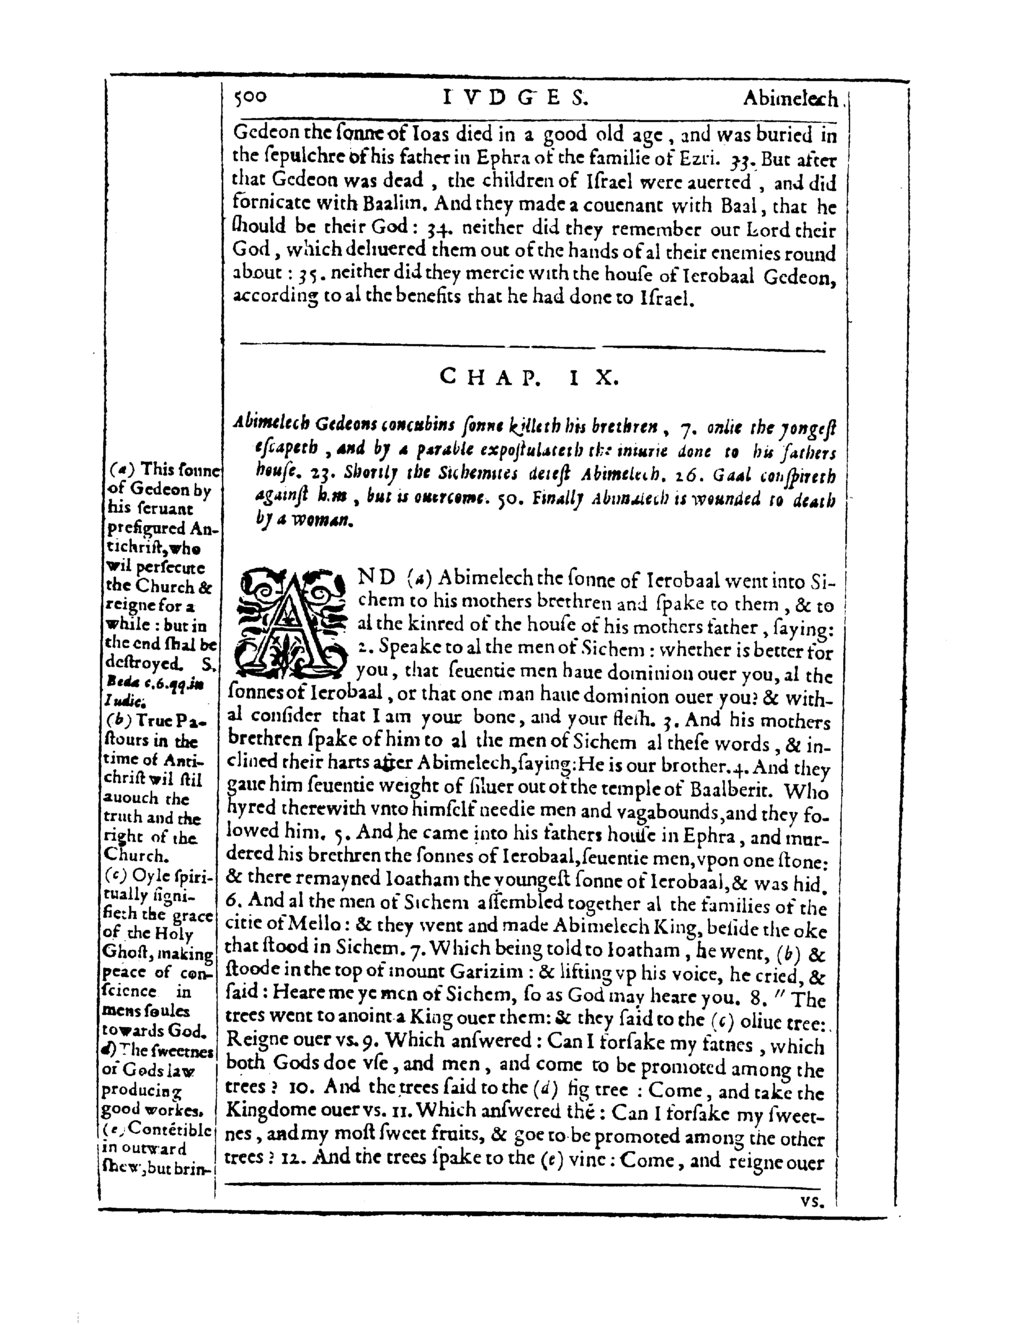 500 IVDGES. Abimelech.
Gedeon the ſonne of Ioas died in a good old age, and was buried in
the ſepulchre of his father in Ephra of the familie of Ezri. 33. But after
that Gedeon was dead, the children of Iſrael were auerted, and did
fornicate with Baalim. And they made a couenant with Baal, that he
ſhould be their God: 34. neither did they remember our Lord their
God, which deliuered them out of the hands of al their enemies round
about: 35. neither did they mercie with the houſe of Ierobaal Gedeon,
according to al the benefits that he had done to Iſrael.
CHAP. IX.
Abimelech Gedeons concubins ſonne killeth his brethren, 7. onlie the yongeſt
eſcapeth, and by a parable expoſtulateth the iniurie done to his fathers
houſe. 23. Shortly the Sichemites deteſt Abimelech. 26. Gaal conſpireth
againſt him, but is ouercome. 50. Finally Abimelech is wounded to death
by a woman.
AND (a) Abimelech the ſonne of Ierobaal went into Si-
chem to his mothers brethren and ſpake to them, & to
al the kinred of the houſe of his mothers father, ſaying:
2. Speake to al the men of Sichem: whether is better for
you, that ſeuentie men haue dominion ouer you, al the
ſonnes of Ierobaal, or that one man haue dominion ouer you? & with-
al conſider that I am your bone, and your fleſh. 3. And his mothers
brethren ſpake of him to al the men of Sichem al theſe words, & in-
clined their harts after Abimelech, ſaying: He is our brother. 4. And they
gaue him ſeuentie weight of ſiluer out of the temple of Baalberit. Who
hyred therewith vnto himſelf needie men and vagabounds, and they fo-
lowed him. 5. And he came into his fathers houſe in Ephra, and mur-
dered his brethren the ſonnes of Ierobaal, ſeuentie men, vpon one ſtone:
& there remayned Ioatham the youngeſt ſonne of Ierobaal, & was hid.
6. And al the men of Sichem aſſembled together al the families of the
citie of Mello: & they went and made Abimelech King, beſide the oke
that ſtood in Sichem. 7. Which being told to Ioatham, he went, (b) &
ſtoode in the top of mount Garizim: & lifting vp his voice, he cried, &
ſaid: Heare me ye men of Sichem, ſo as God may heare you. 8. " The
trees went to anoint a King ouer them: & they ſaid to the (c) oliue tree:
Reigne ouer vs. 9. Which anſwered: Can I forſake my fatnes, which
both Gods doe vſe, and men, and come to be promoted among the
trees? 10. And the trees ſaid to the (d) fig tree: Come, and take the
Kingdome ouer vs. 11. Which anſwered thē: Can I forſake my ſweet-
nes, and my moſt ſweet fruits, & goe to be promoted among the other
trees? 12. And the trees ſpake to the (e) vine: Come, and reigne ouer
vs.
(a) This ſonne
of Gedeon by
his ſeruant
prefigured An-
tichriſt, who
wil perſecute
the Church &
reigne for a
while: but in
the end ſhal be
deſtroyed. S.
Beda c.6.qq.in
Iudic.
(b) True Pa-
ſtours in the
time of Anti-
chriſt wil ſtil
auouch the
truth and the
right of the
Church.
(c) Oyle ſpiri-
tually ſigni-
fieth the grace
of the Holy
Ghoſt, making
peace of con-
ſcience in
mens ſoules
towards God.
d) The ſweetnes
of Gods law
producing
good workes.
(e) Contētible
in outward
ſhew, but brin-